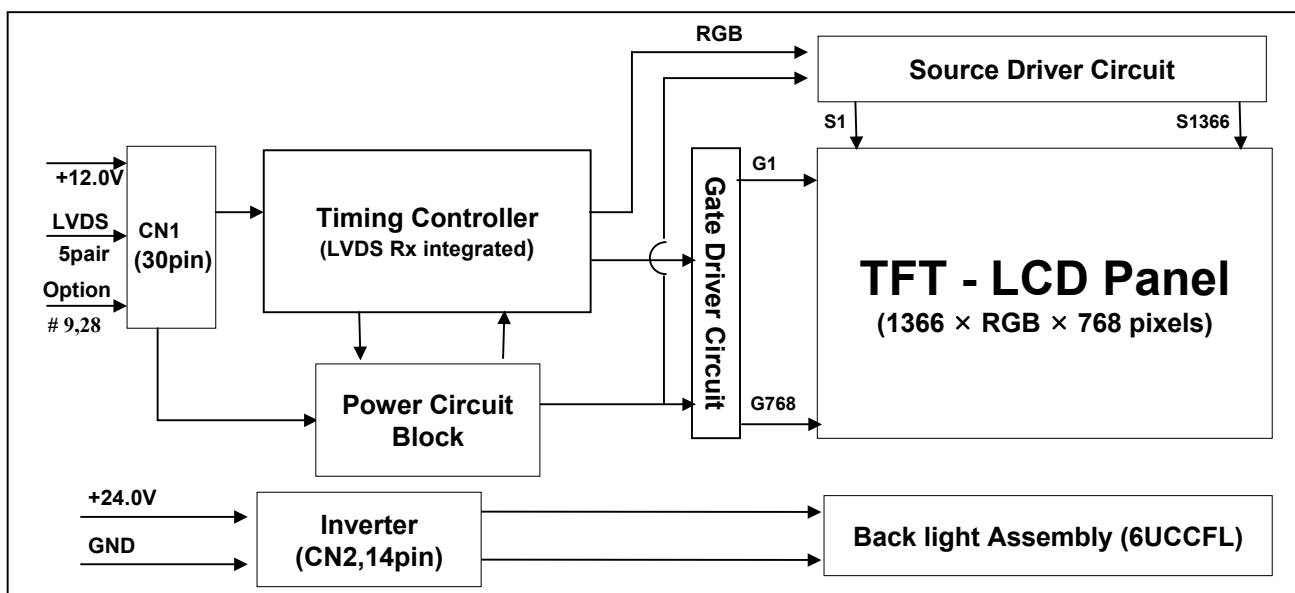 RGB
Source Driver Circuit
S1
S1366
+12.0V
LVDS
5pair
Option
# 9,28
CN1
(30pin)
Timing Controller
(LVDS Rx integrated)
Gate Driver Circuit
G1
G768
TFT - LCD Panel
(1366 × RGB × 768 pixels)
Power Circuit
Block
+24.0V
GND
Inverter
(CN2,14pin)
Back light Assembly (6UCCFL)